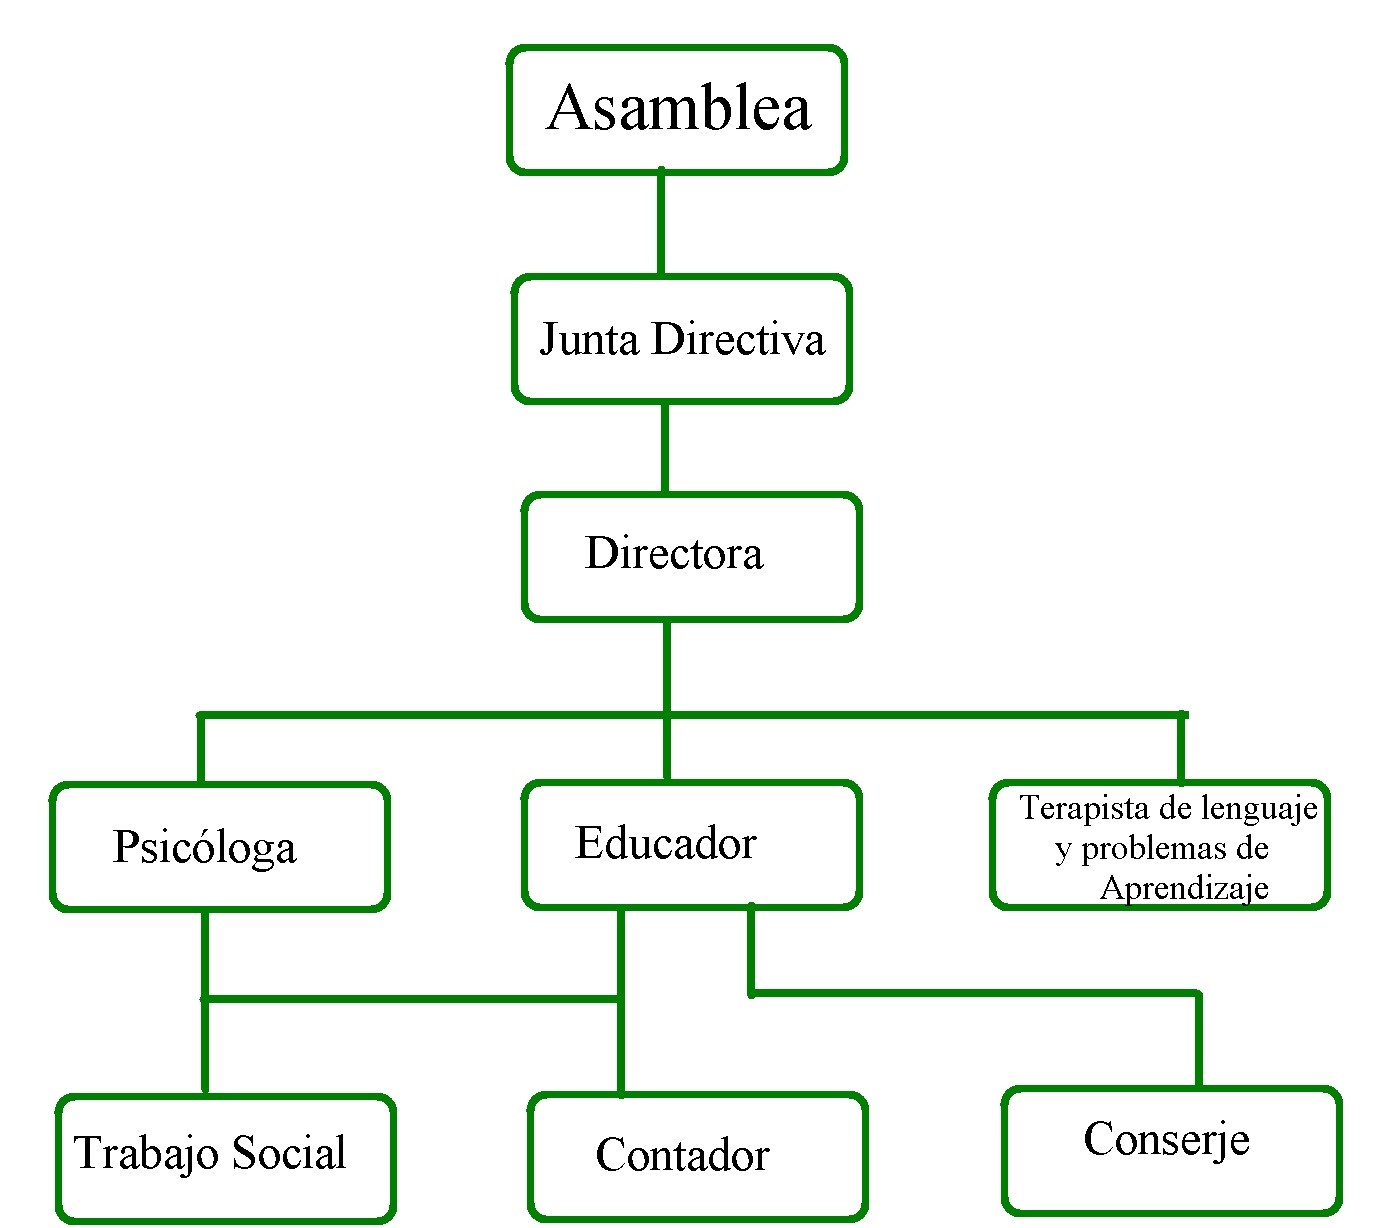 Asamblea
Junta Directiva
Directora
Psicóloga
Educador
Terapista de lenguaje
y problemas de
Aprendizaje
Trabajo Social
Contador
Conserje